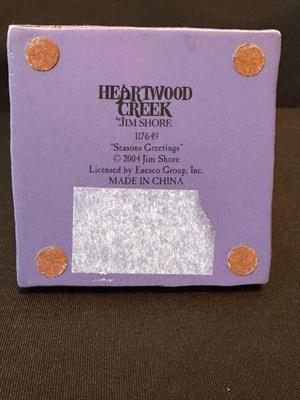 HEARTWOOD
CREEK
by JIM SHORE
117649
"Seasons Greetings"
© 2004 Jim Shore
Licensed by Enesco Group, Inc.
MADE IN CHINA